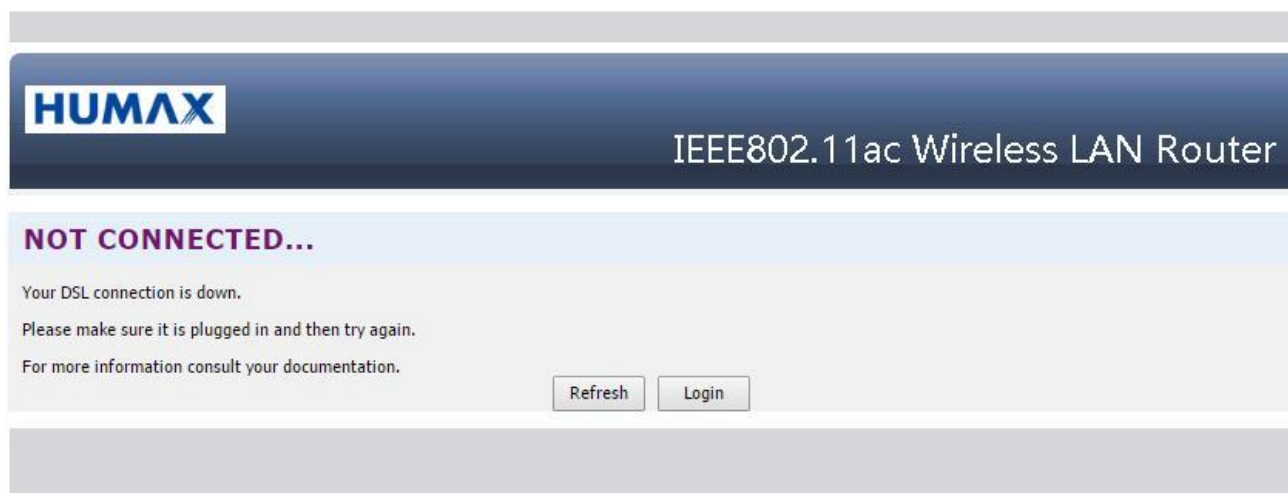 HUMAX
IEEE802.11ac Wireless LAN Router
NOT CONNECTED...
Your DSL connection is down.
Please make sure it is plugged in and then try again.
For more information consult your documentation.
Refresh Login